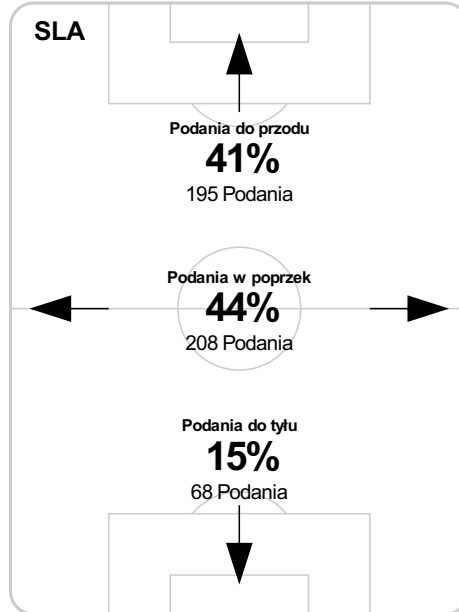 SLA
Podania do przodu
41%
195 Podania
Podania w poprzek
44%
208 Podania
Podania do tyłu
15%
68 Podania